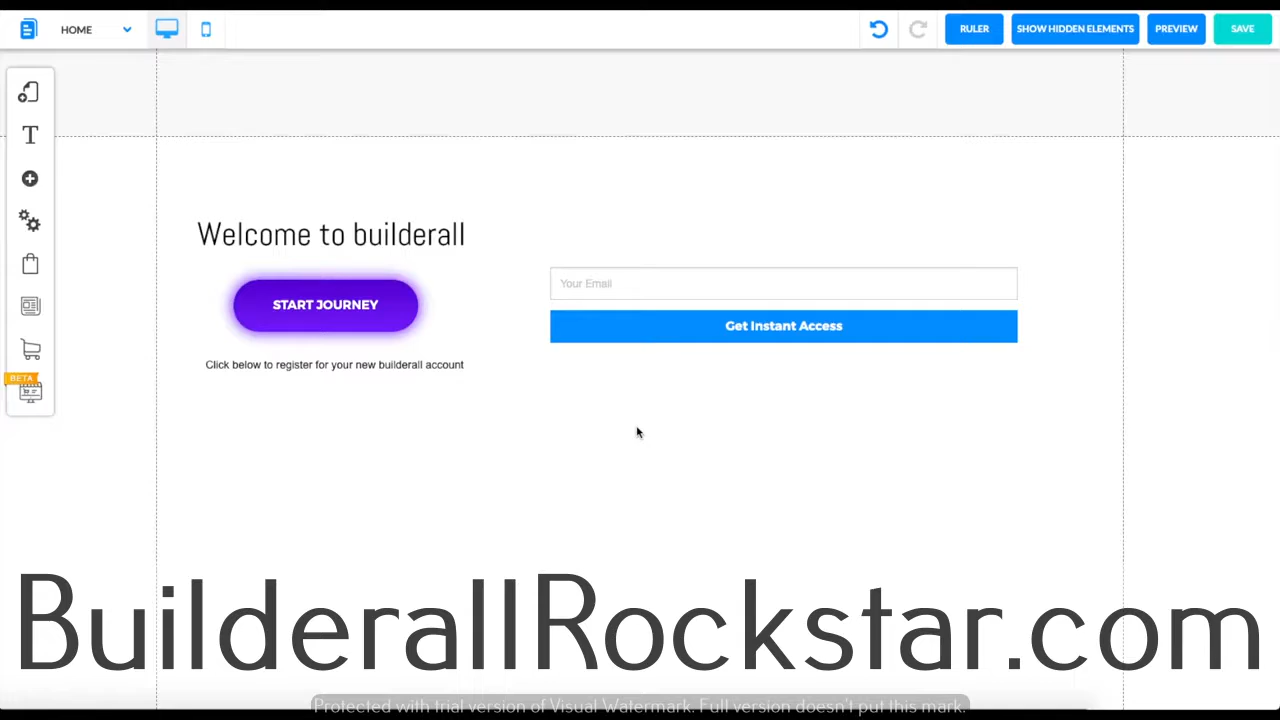 HOME
RULER
SHOW HIDDEN ELEMENTS
PREVIEW
SAVE
T
BETA
Welcome to builderall
START JOURNEY
Click below to register for your new builderall account
Your Email
Get Instant Access
BuilderallRockstar.com
Protected with trial version of Visual Watermark. Full version doesn't put this mark.